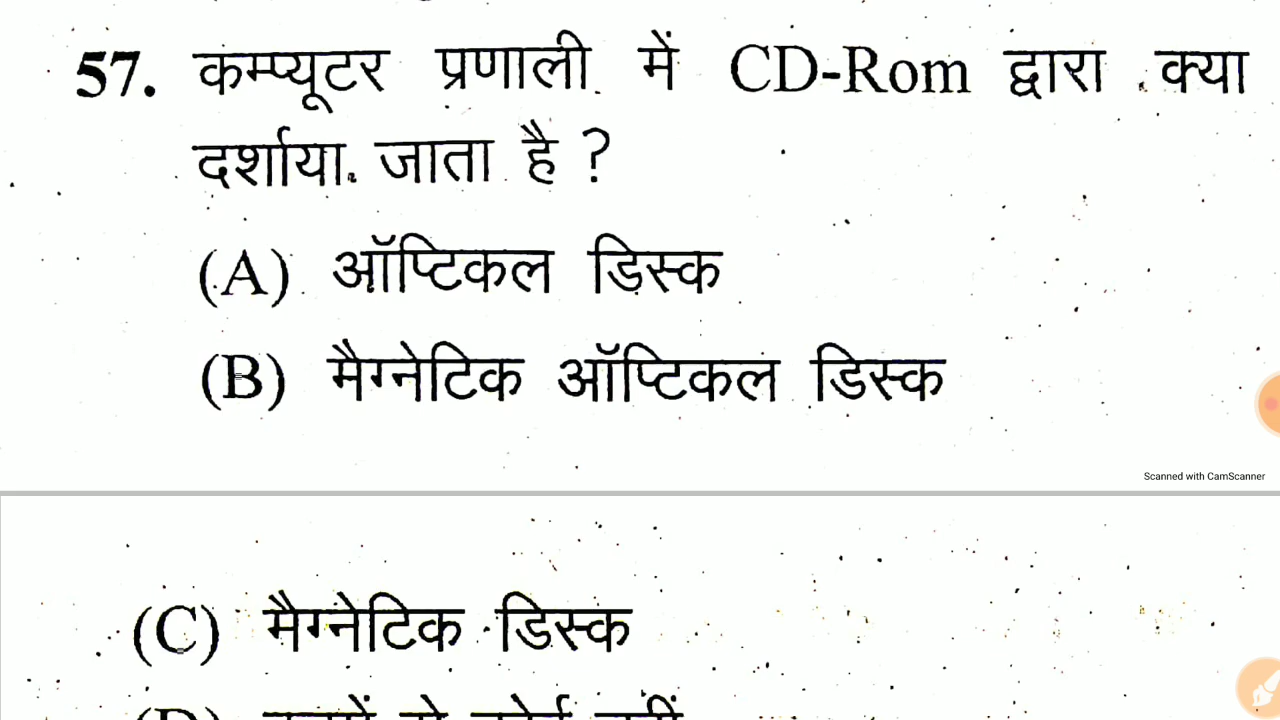 57. कम्प्यूटर प्रणाली में CD-Rom द्वारा क्या
दर्शाया जाता है ?
(A) ऑप्टिकल डिस्क
(B) मैग्नेटिक ऑप्टिकल डिस्क
Scanned with CamScanner
(C) मैग्नेटिक डिस्क